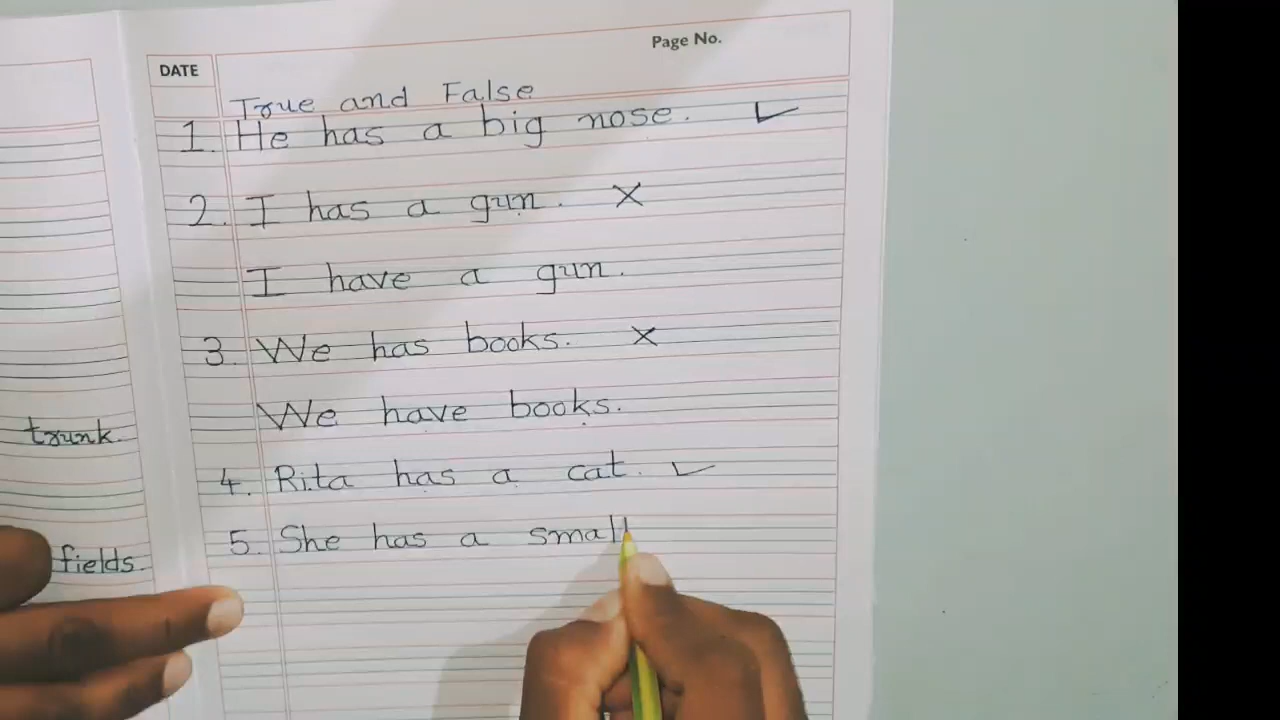 trunk.
fields.
DATE
Page No.
True and False
1. He has a big nose. ✓
2. I has a gun. X
I have a gun.
3. We has books. X
We have books.
4. Rita has a cat. ✓
5. She has a small